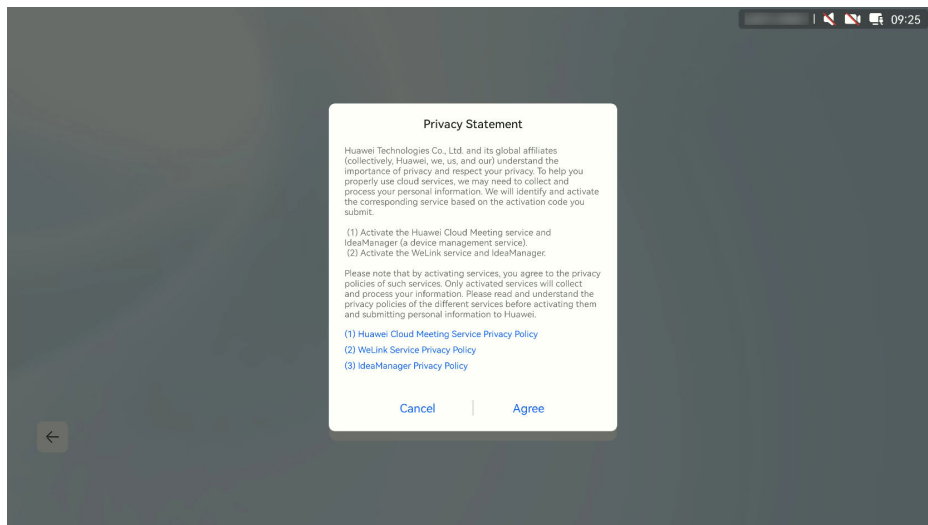 09:25
Privacy Statement
Huawei Technologies Co., Ltd. and its global affiliates
(collectively, Huawei, we, us, and our) understand the
importance of privacy and respect your privacy. To help you
properly use cloud services, we may need to collect and
process your personal information. We will identify and activate
the corresponding service based on the activation code you
submit.
(1) Activate the Huawei Cloud Meeting service and
IdeaManager (a device management service).
(2) Activate the WeLink service and IdeaManager.
Please note that by activating services, you agree to the privacy
policies of such services. Only activated services will collect
and process your information. Please read and understand the
privacy policies of the different services before activating them
and submitting personal information to Huawei.
(1) Huawei Cloud Meeting Service Privacy Policy
(2) WeLink Service Privacy Policy
(3) IdeaManager Privacy Policy
Cancel
Agree